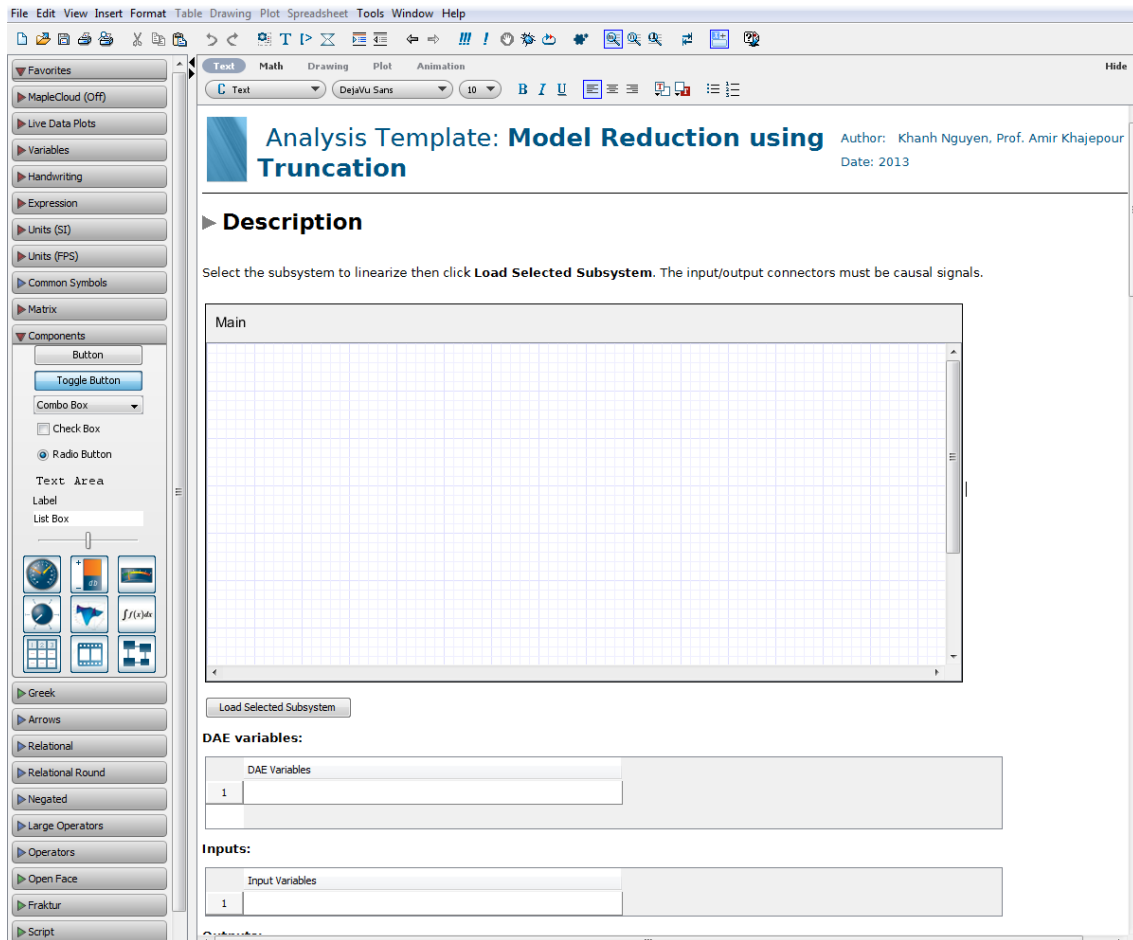 File Edit View Insert Format Table Drawing Plot Spreadsheet Tools Window Help
Text Math Drawing Plot Animation Hide
C Text DejaVu Sans 10 B I U
Favorites
MapleCloud (Off)
Live Data Plots
Variables
Handwriting
Expression
Units (SI)
Units (FPS)
Common Symbols
Matrix
Components
Button
Toggle Button
Combo Box
Check Box
Radio Button
Text Area
Label
List Box
∫f(x)dx
Greek
Arrows
Relational
Relational Round
Negated
Large Operators
Operators
Open Face
Fraktur
Script
Analysis Template: Model Reduction using
Truncation
Author: Khanh Nguyen, Prof. Amir Khajepour
Date: 2013
Description
Select the subsystem to linearize then click Load Selected Subsystem. The input/output connectors must be causal signals.
Main
Load Selected Subsystem
DAE variables:
DAE Variables
1
Inputs:
Input Variables
1